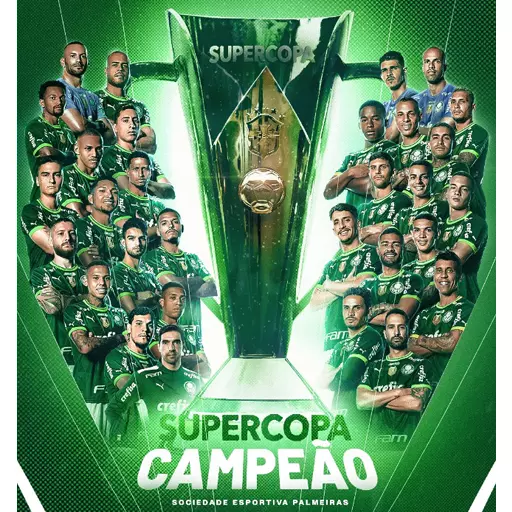 SUPERCOPA
SUPERCOPA
CAMPEÃO
SOCIEDADE ESPORTIVA PALMEIRAS